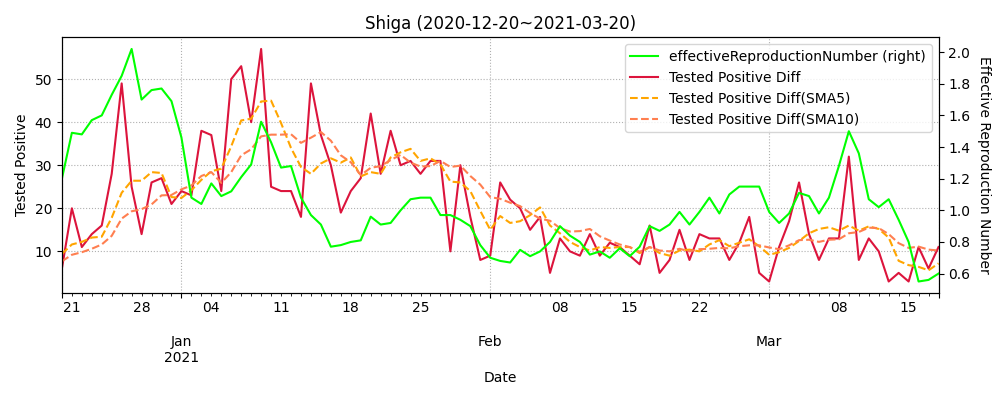 Shiga (2020-12-20~2021-03-20)
effectiveReproductionNumber (right)
Tested Positive Diff
Tested Positive Diff(SMA5)
Tested Positive Diff(SMA10)
Tested Positive
50
40
30
20
10
2.0
1.8
1.6
1.4
1.2
1.0
0.8
0.6
Effective Reproduction Number
21 28 04 11 18 25 08 15 22 08 15
Jan Feb Mar
2021
Date